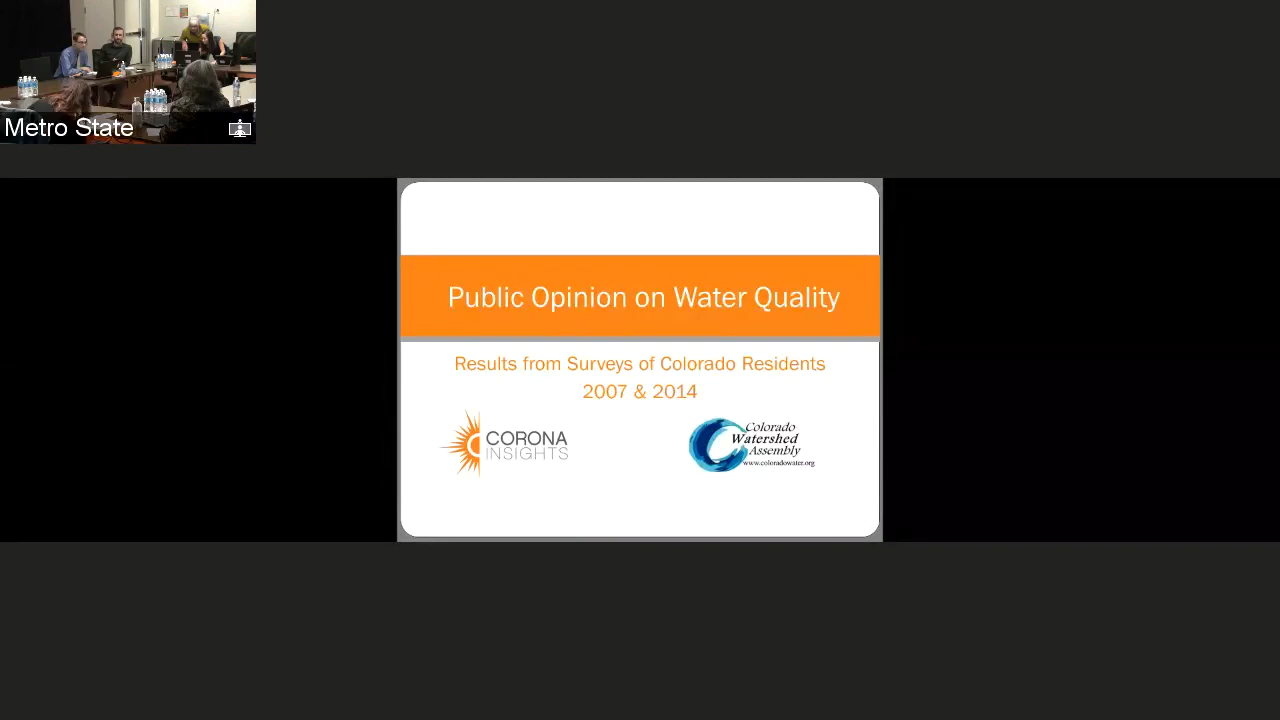 Metro State
Public Opinion on Water Quality
Results from Surveys of Colorado Residents
2007 & 2014
CORONA
INSIGHTS
Colorado
Watershed
Assembly
www.coloradowater.org